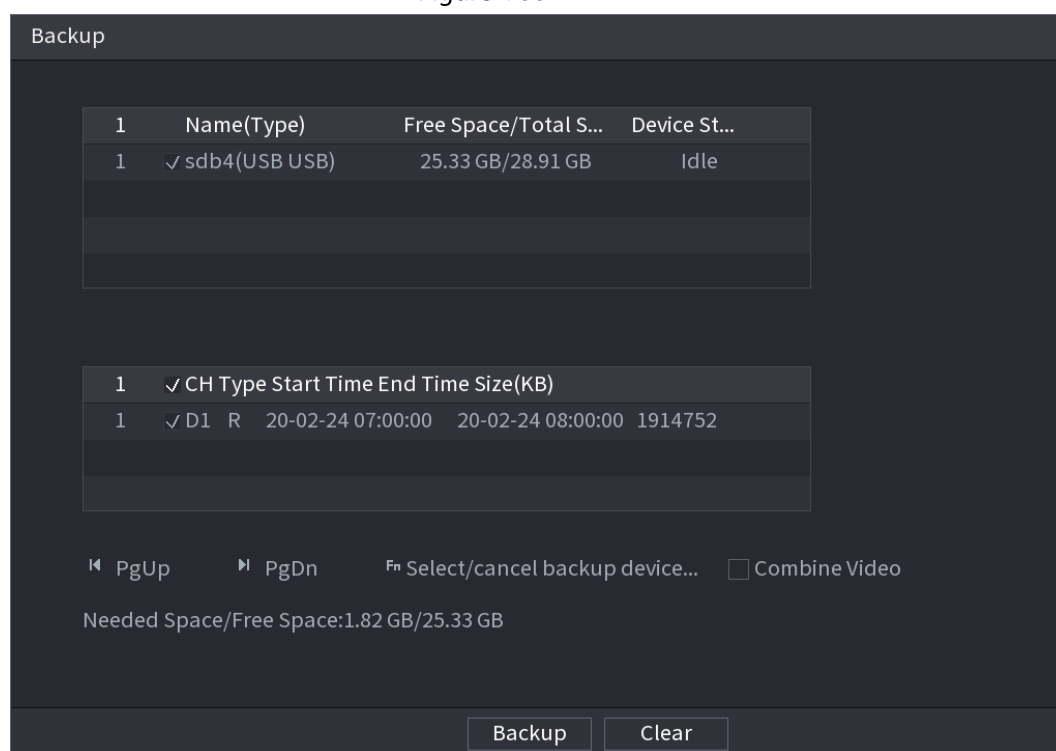 Backup
1 Name(Type) Free Space/Total S... Device St...
1 sdb4(USB USB) 25.33 GB/28.91 GB Idle
1 CH Type Start Time End Time Size(KB)
1 D1 R 20-02-24 07:00:00 20-02-24 08:00:00 1914752
PgUp PgDn Fn Select/cancel backup device... Combine Video
Needed Space/Free Space:1.82 GB/25.33 GB
Backup Clear